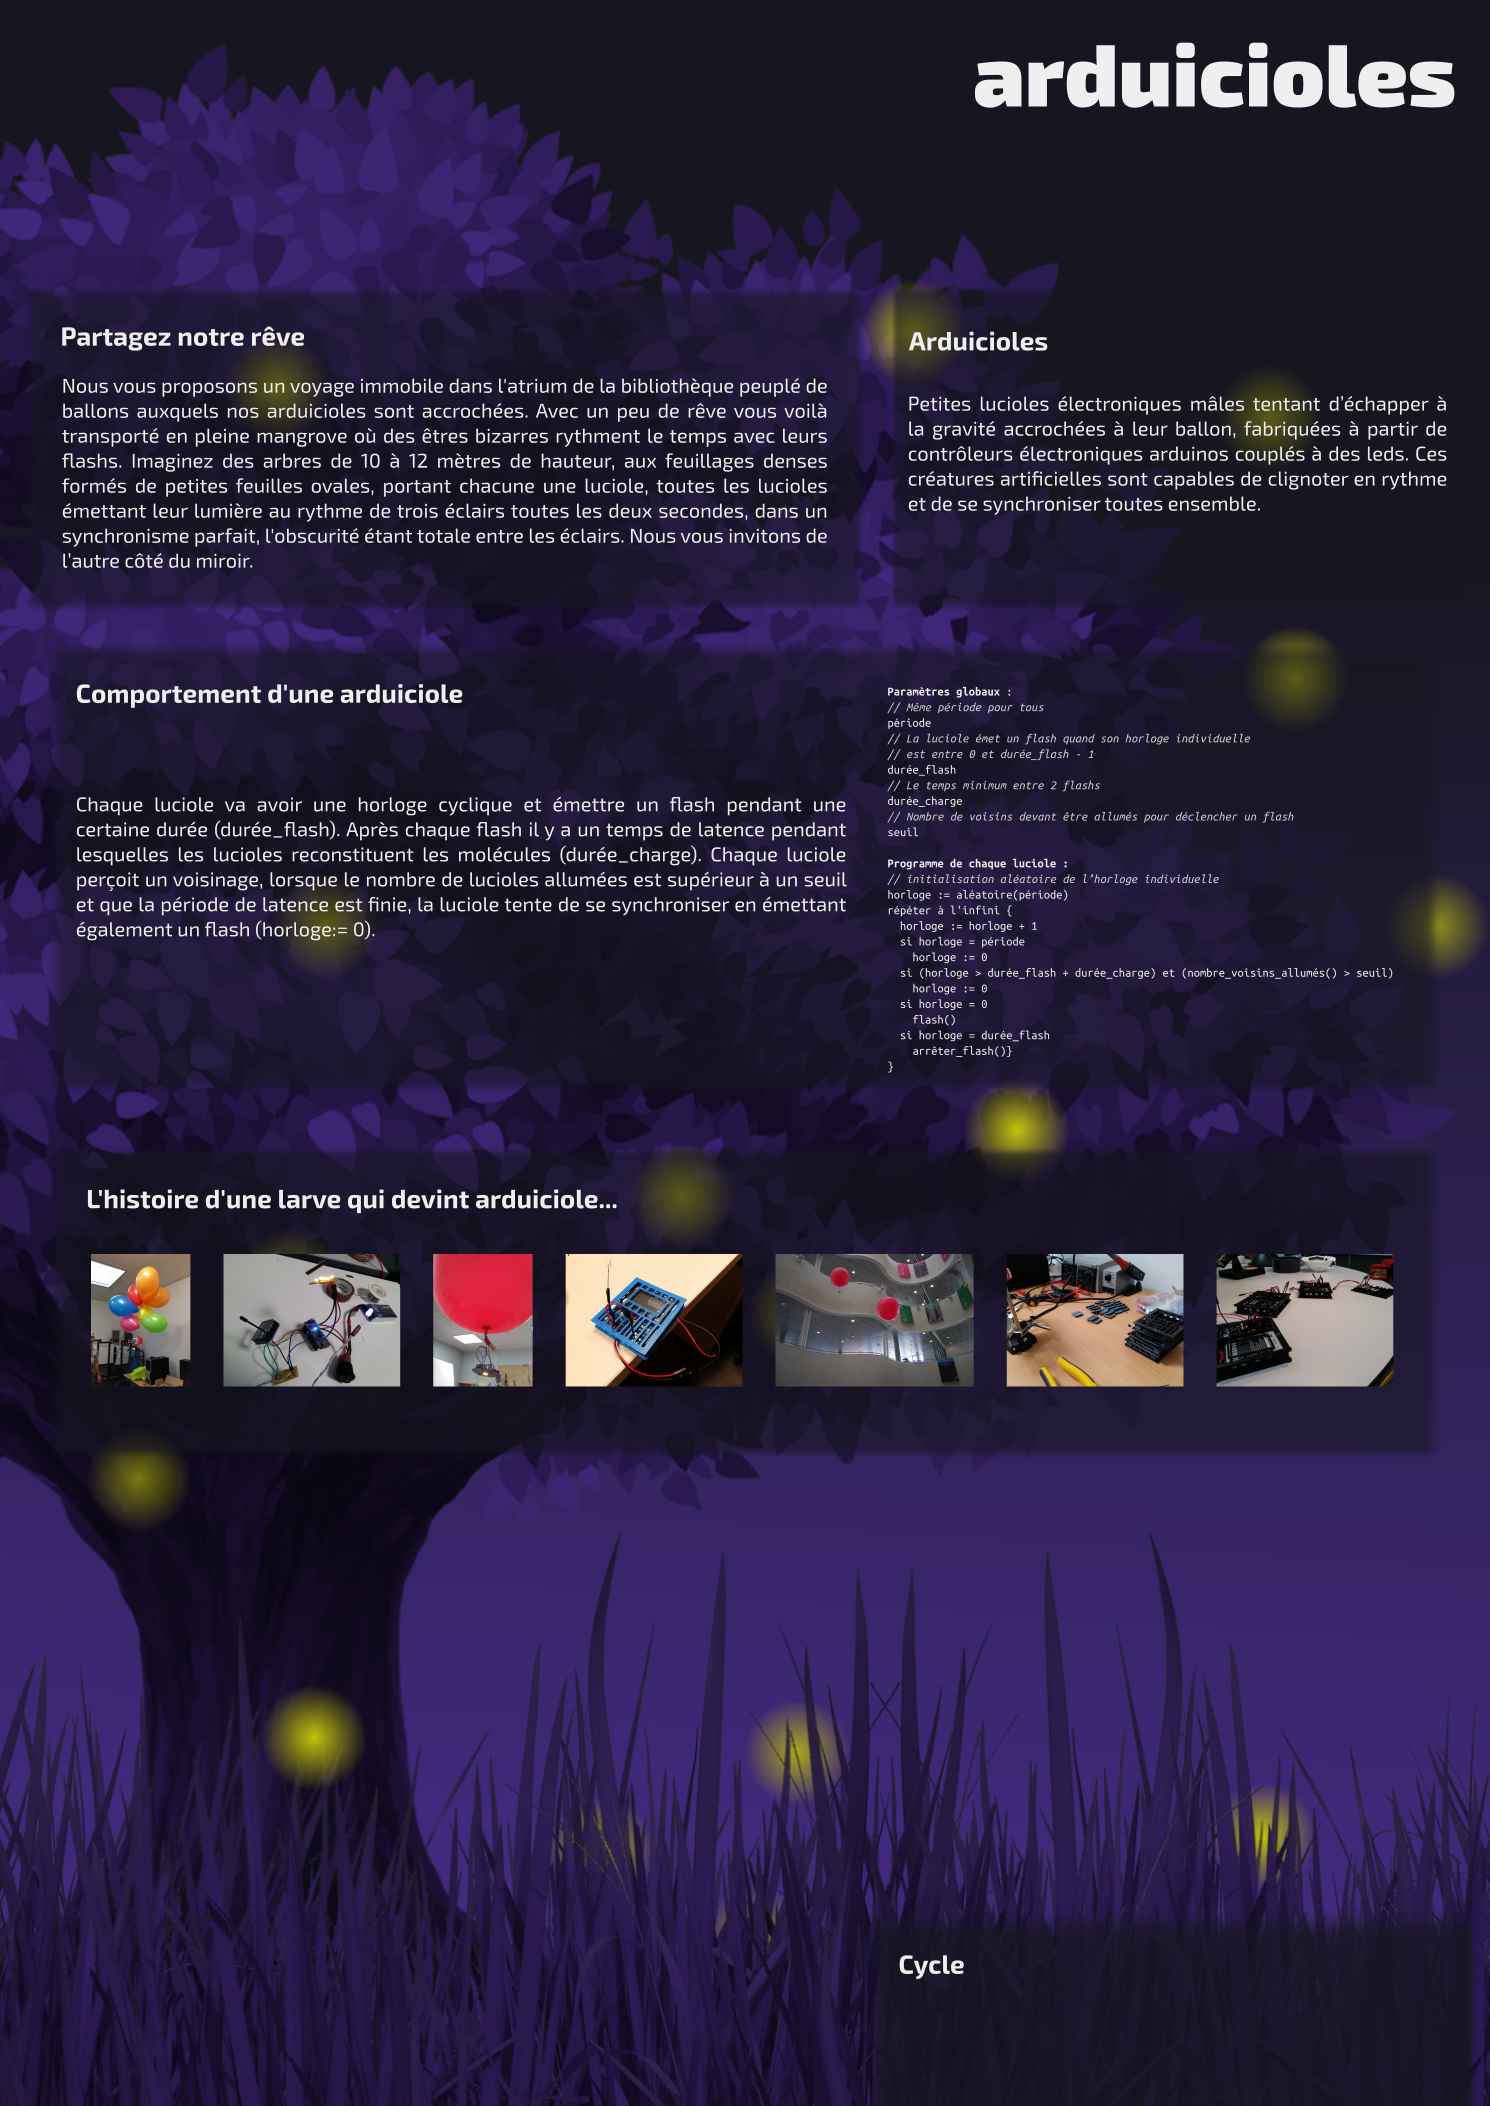 arduicioles
Partagez notre rêve
Nous vous proposons un voyage immobile dans l'atrium de la bibliothèque peuplé de
ballons auxquels nos arduicioles sont accrochées. Avec un peu de rêve vous voilà
transporté en pleine mangrove où des êtres bizarres rythment le temps avec leurs
flashs. Imaginez des arbres de 10 à 12 mètres de hauteur, aux feuillages denses
formés de petites feuilles ovales, portant chacune une luciole, toutes les lucioles
émettant leur lumière au rythme de trois éclairs toutes les deux secondes, dans un
synchronisme parfait, l'obscurité étant totale entre les éclairs. Nous vous invitons de
l’autre côté du miroir.
Arduicioles
Petites lucioles électroniques mâles tentant d’échapper à
la gravité accrochées à leur ballon, fabriquées à partir de
contrôleurs électroniques arduinos couplés à des leds. Ces
créatures artificielles sont capables de clignoter en rythme
et de se synchroniser toutes ensemble.
Comportement d'une arduiciole
Chaque luciole va avoir une horloge cyclique et émettre un flash pendant une
certaine durée (durée_flash). Après chaque flash il y a un temps de latence pendant
lesquelles les lucioles reconstituent les molécules (durée_charge). Chaque luciole
perçoit un voisinage, lorsque le nombre de lucioles allumées est supérieur à un seuil
et que la période de latence est finie, la luciole tente de se synchroniser en émettant
également un flash (horloge:= 0).
Paramètres globaux :
// Même période pour tous
période
// La luciole émet un flash quand son horloge individuelle
// est entre 0 et durée_flash - 1
durée_flash
// Le temps minimum entre 2 flashs
durée_charge
// Nombre de voisins devant être allumés pour déclencher un flash
seuil
Programme de chaque luciole :
// initialisation aléatoire de l’horloge individuelle
horloge := aléatoire(période)
répéter à l'infini {
horloge := horloge + 1
si horloge = période
horloge := 0
si (horloge > durée_flash + durée_charge) et (nombre_voisins_allumés() > seuil)
horloge := 0
si horloge = 0
flash()
si horloge = durée_flash
arrêter_flash()}
}
L'histoire d'une larve qui devint arduiciole...
Cycle